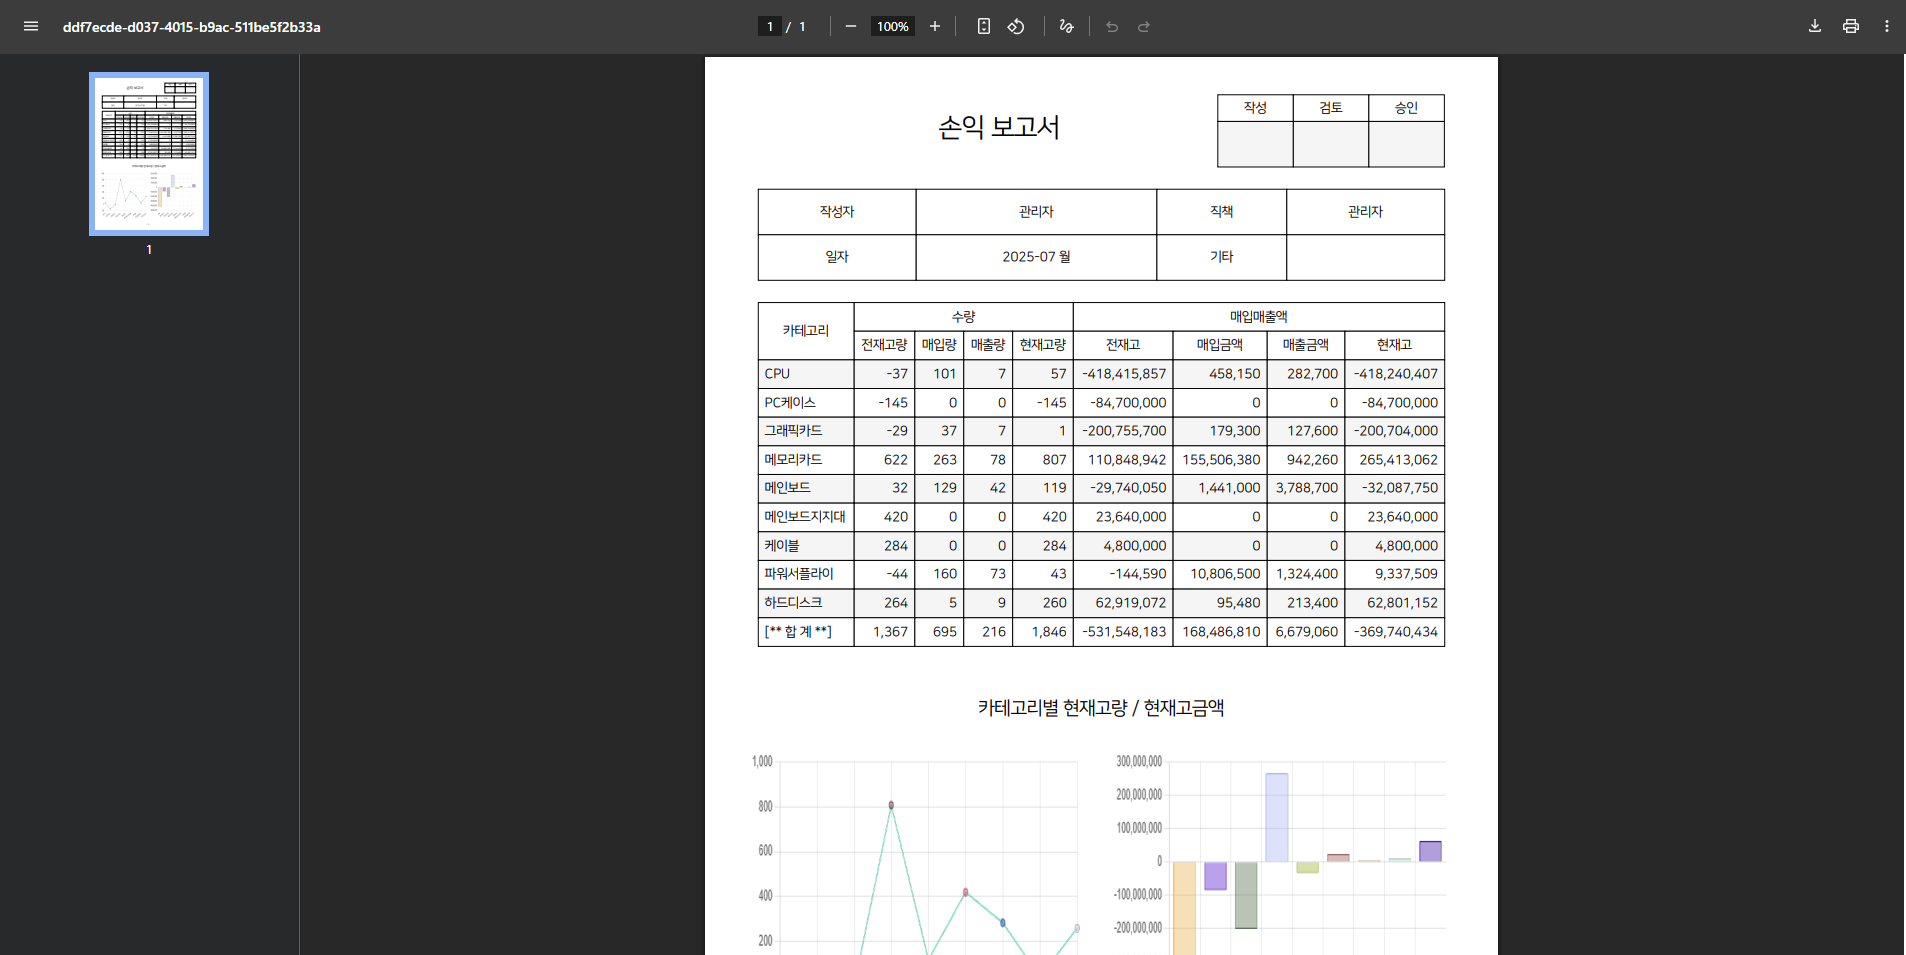 ddf7ecde-d037-4015-b9ac-511be5f2b33a
1 / 1
100%
1
손익 보고서
작성 검토 승인
작성자 관리자 직책 관리자
일자 2025-07 월 기타
카테고리 수량 매입매출액
전재고량 매입량 매출량 현재고량 전재고 매입금액 매출금액 현재고
CPU -37 101 7 57 -418,415,857 458,150 282,700 -418,240,407
PC케이스 -145 0 0 -145 -84,700,000 0 0 -84,700,000
그래픽카드 -29 37 7 1 -200,755,700 179,300 127,600 -200,704,000
메모리카드 622 263 78 807 110,848,942 155,506,380 942,260 265,413,062
메인보드 32 129 42 119 -29,740,050 1,441,000 3,788,700 -32,087,750
메인보드지지대 420 0 0 420 23,640,000 0 0 23,640,000
케이블 284 0 0 284 4,800,000 0 0 4,800,000
파워서플라이 -44 160 73 43 -144,590 10,806,500 1,324,400 9,337,509
하드디스크 264 5 9 260 62,919,072 95,480 213,400 62,801,152
[** 합 계 **] 1,367 695 216 1,846 -531,548,183 168,486,810 6,679,060 -369,740,434
카테고리별 현재고량 / 현재고금액
1,000
800
600
400
200
300,000,000
200,000,000
100,000,000
0
-100,000,000
-200,000,000